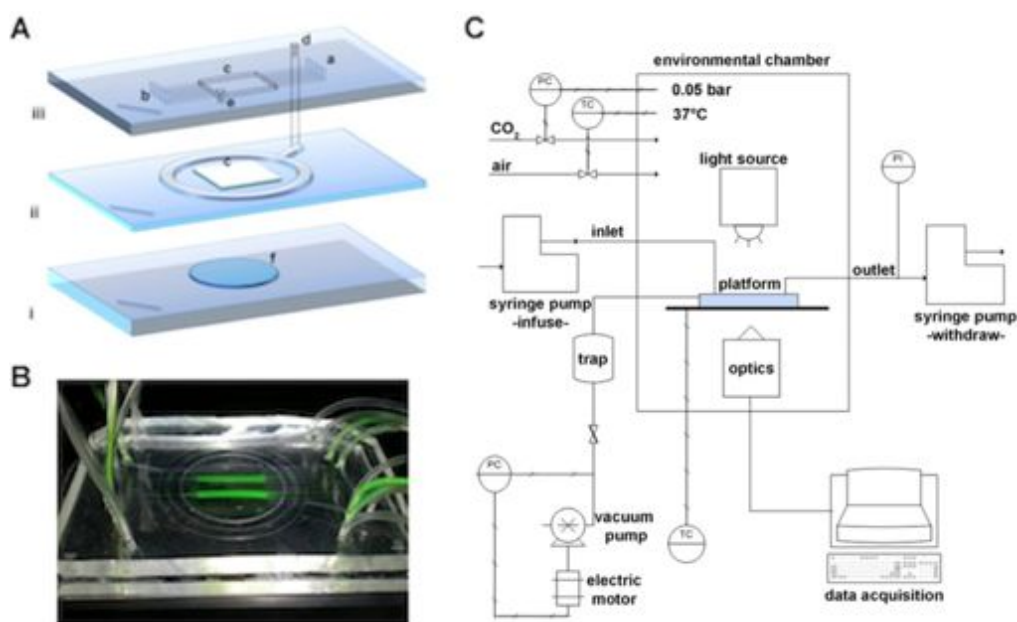 A
d
c
a
b
e
iii
c
ii
f
i
B
C
environmental chamber
PC
0.05 bar
TC
37°C
CO2
air
light source
PI
inlet
outlet
platform
syringe pump
-infuse-
syringe pump
-withdraw-
trap
optics
PC
vacuum
pump
TC
electric
motor
data acquisition